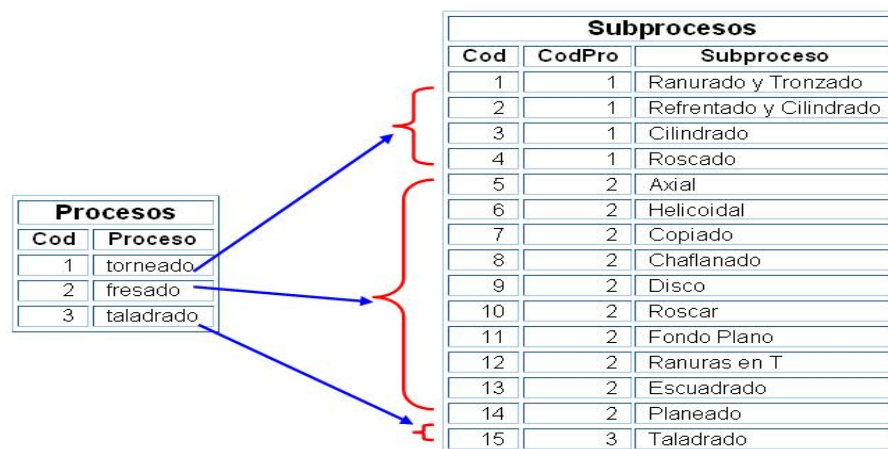 Procesos
Cod Proceso
1 torneado
2 fresado
3 taladrado
Subprocesos
Cod CodPro Subproceso
1 1 Ranurado y Tronzado
2 1 Refrentado y Cilindrado
3 1 Cilindrado
4 1 Roscado
5 2 Axial
6 2 Helicoidal
7 2 Copiado
8 2 Chaflanado
9 2 Disco
10 2 Roscar
11 2 Fondo Plano
12 2 Ranuras en T
13 2 Escuadrado
14 2 Planeado
15 3 Taladrado